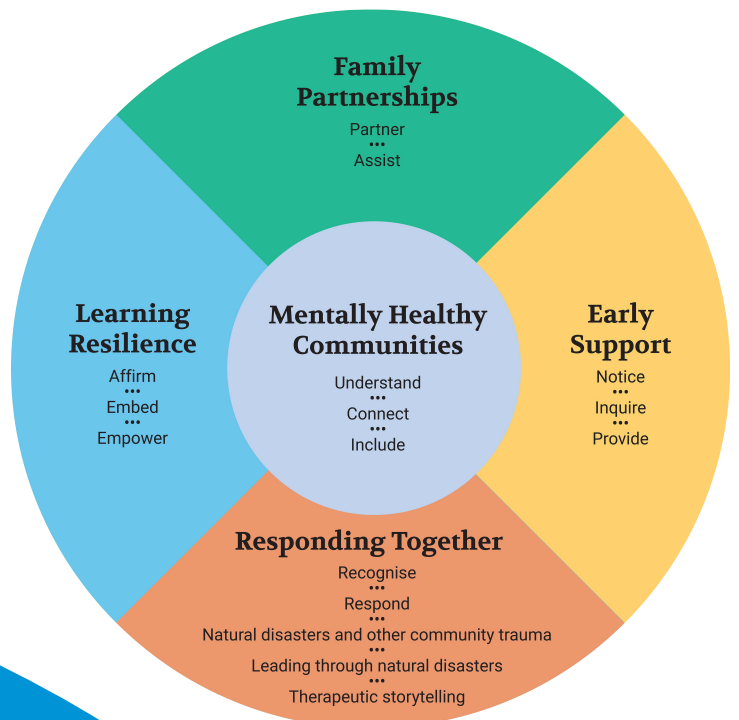 Family
Partnerships
Partner
•••
Assist
Learning
Resilience
Affirm
•••
Embed
•••
Empower
Mentally Healthy
Communities
Understand
•••
Connect
•••
Include
Early
Support
Notice
•••
Inquire
•••
Provide
Responding Together
Recognise
•••
Respond
•••
Natural disasters and other community trauma
•••
Leading through natural disasters
•••
Therapeutic storytelling